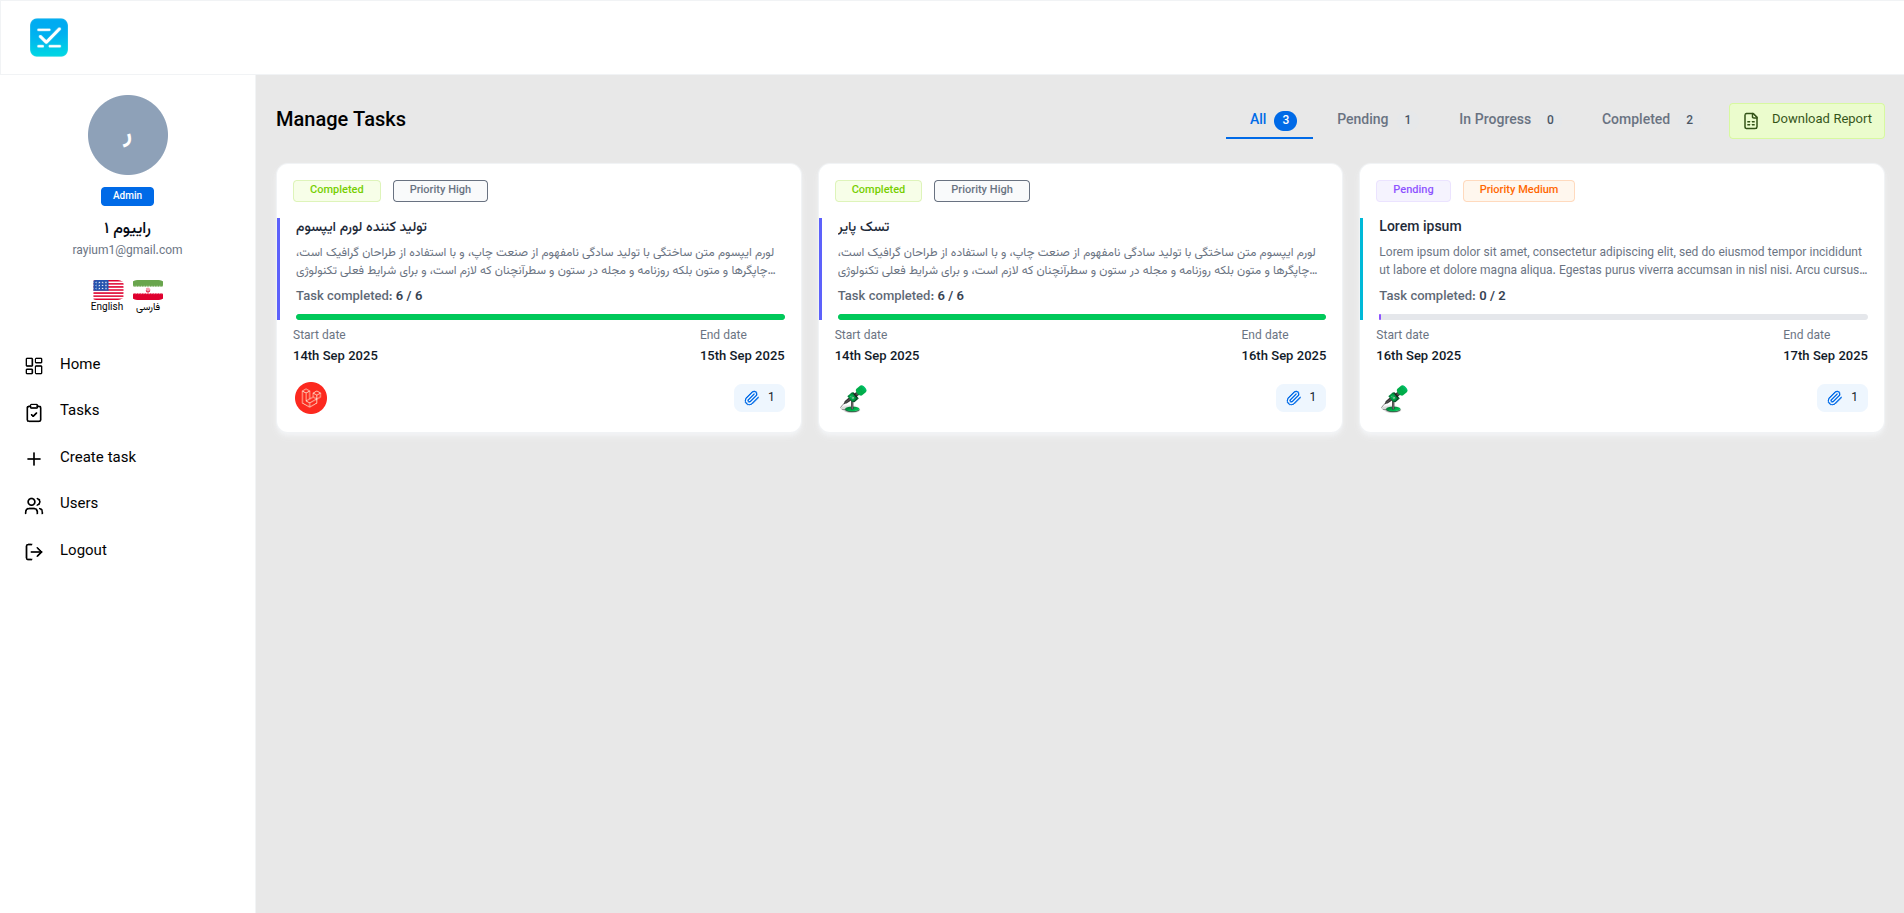 ر
Admin
رایبوم ۱
rayium1@gmail.com
English
فارسی
Home
Tasks
Create task
Users
Logout
Manage Tasks
All 3
Pending 1
In Progress 0
Completed 2
Download Report
Completed
Priority High
تولید کننده لورم ایپسوم
لورم ایپسوم متن ساختگی با تولید سادگی نامفهوم از صنعت چاپ، و با استفاده از طراحان گرافیک است،
چاپگرها و متون بلکه روزنامه و مجله در ستون و سطرآنچنان که لازم است، و برای شرایط فعلی تکنولوژی...
Task completed: 6 / 6
Start date
End date
14th Sep 2025
15th Sep 2025
1
Completed
Priority High
تسک پایر
لورم ایپسوم متن ساختگی با تولید سادگی نامفهوم از صنعت چاپ، و با استفاده از طراحان گرافیک است،
چاپگرها و متون بلکه روزنامه و مجله در ستون و سطرآنچنان که لازم است، و برای شرایط فعلی تکنولوژی...
Task completed: 6 / 6
Start date
End date
14th Sep 2025
16th Sep 2025
1
Pending
Priority Medium
Lorem ipsum
Lorem ipsum dolor sit amet, consectetur adipiscing elit, sed do eiusmod tempor incididunt
ut labore et dolore magna aliqua. Egestas purus viverra accumsan in nisl nisi. Arcu cursus...
Task completed: 0 / 2
Start date
End date
16th Sep 2025
17th Sep 2025
1